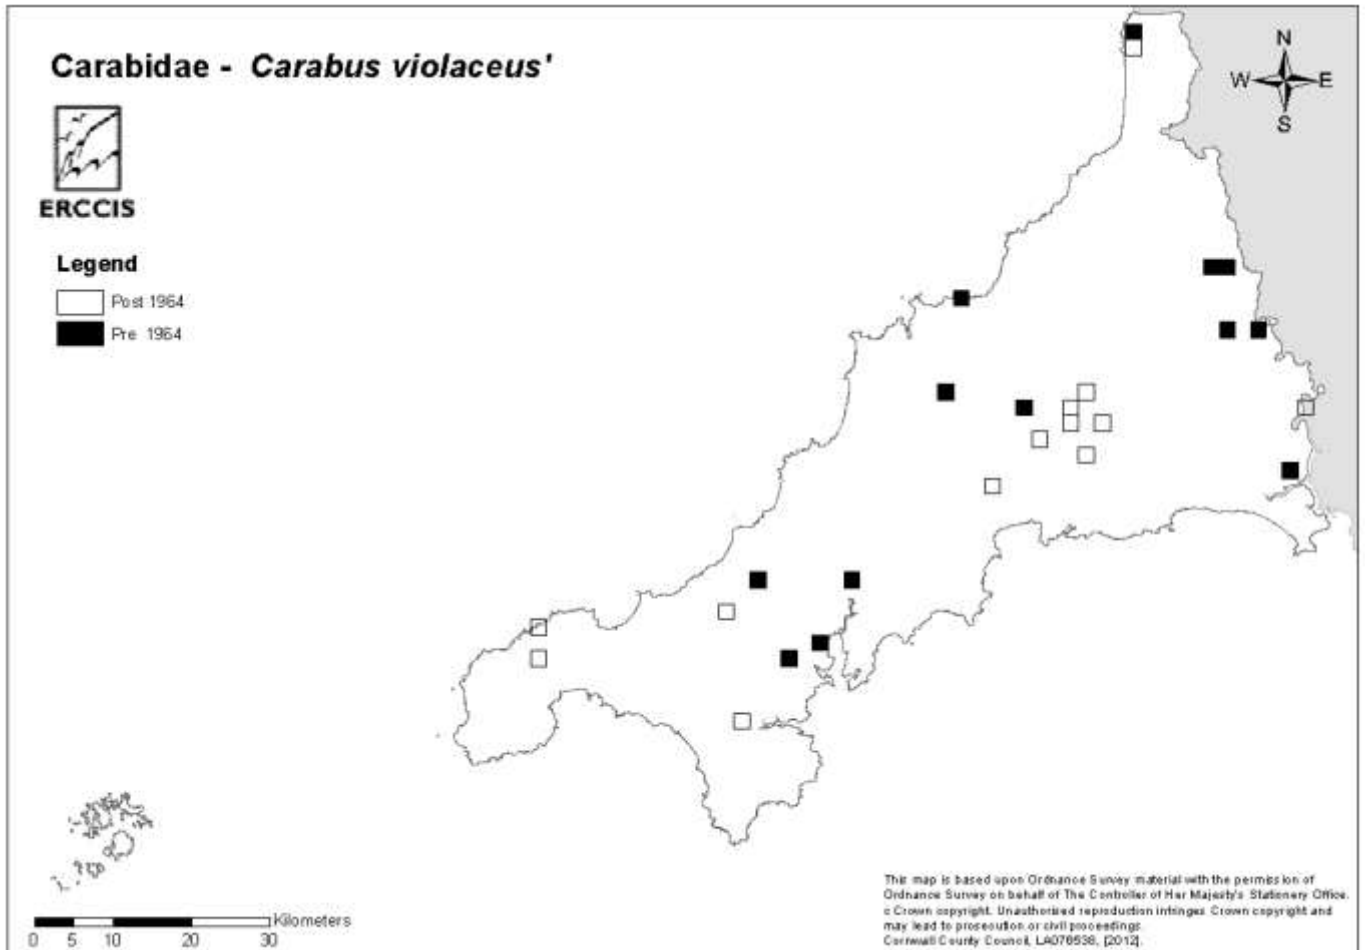 Carabidae - Carabus violaceus'
N
W E
S
ERCCIS
Legend
Post 1964
Pre 1964
Kilometers
0 5 10 20 30
This map is based upon Ordnance Survey material with the permission of
Ordnance Survey on behalf of The Controller of Her Majesty's Stationery Office.
c Crown copyright. Unauthorised reproduction infringes Crown copyright and
may lead to prosecution or civil proceedings.
Cornwall County Council, LA076538, [2012].